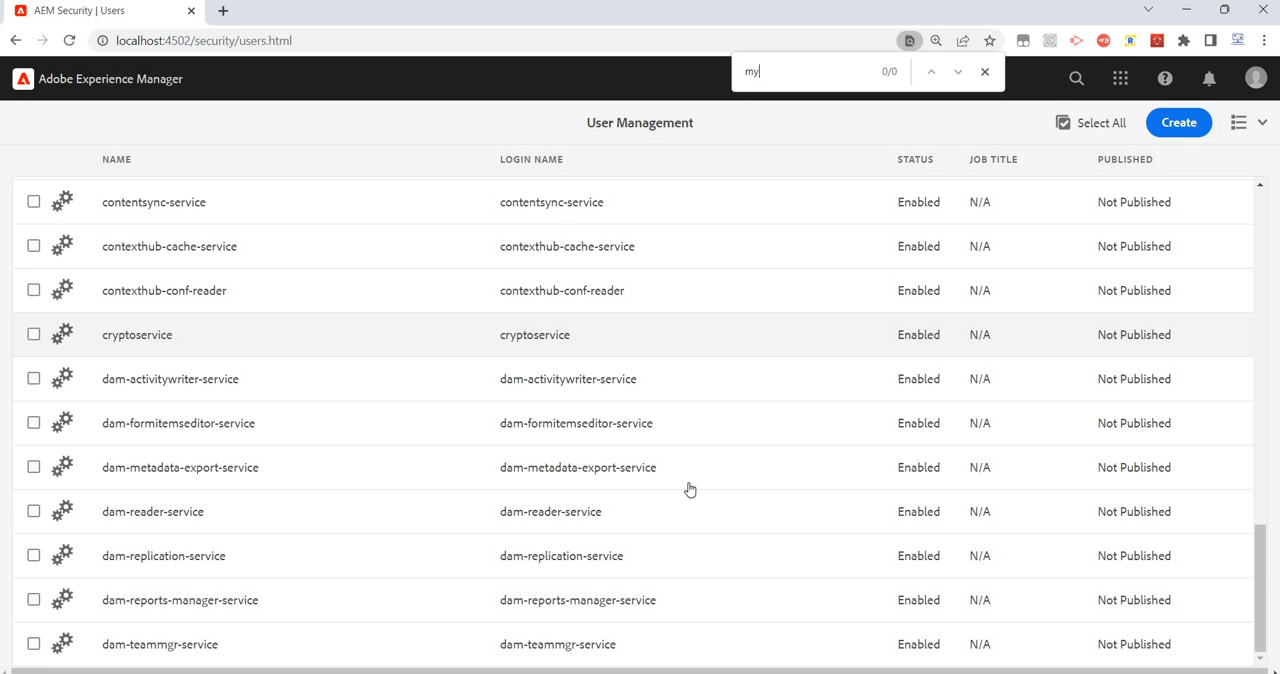 AEM Security | Users
localhost:4502/security/users.html
my
0/0
Adobe Experience Manager
User Management
Select All
Create
NAME LOGIN NAME STATUS JOB TITLE PUBLISHED
contentsync-service contentsync-service Enabled N/A Not Published
contexthub-cache-service contexthub-cache-service Enabled N/A Not Published
contexthub-conf-reader contexthub-conf-reader Enabled N/A Not Published
cryptoservice cryptoservice Enabled N/A Not Published
dam-activitywriter-service dam-activitywriter-service Enabled N/A Not Published
dam-formitemseditor-service dam-formitemseditor-service Enabled N/A Not Published
dam-metadata-export-service dam-metadata-export-service Enabled N/A Not Published
dam-reader-service dam-reader-service Enabled N/A Not Published
dam-replication-service dam-replication-service Enabled N/A Not Published
dam-reports-manager-service dam-reports-manager-service Enabled N/A Not Published
dam-teammgr-service dam-teammgr-service Enabled N/A Not Published